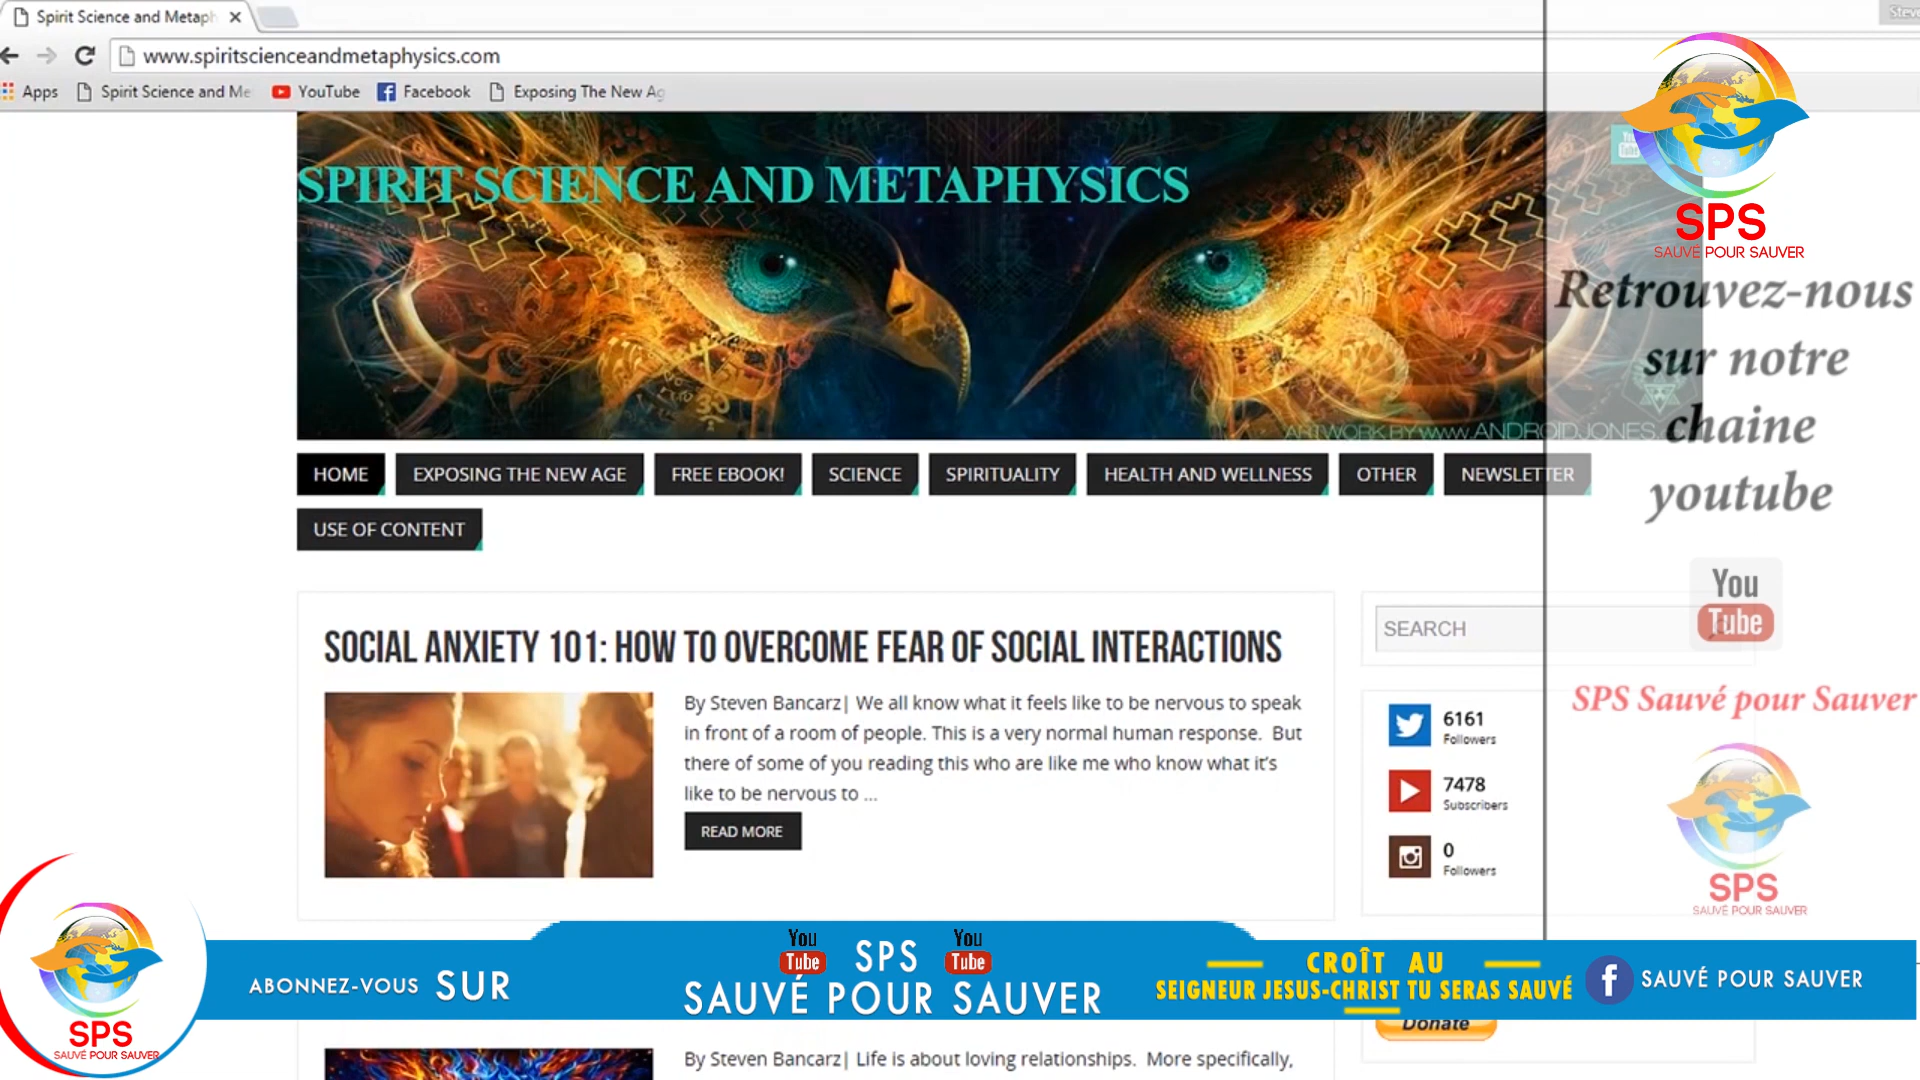 Spirit Science and Metaph
Steve
www.spiritscienceandmetaphysics.com
Apps
Spirit Science and Me
YouTube
Facebook
Exposing The New Ag
SPIRIT SCIENCE AND METAPHYSICS
ARTWORK BY WWW.ANDROIDJONES.
HOME
EXPOSING THE NEW AGE
FREE EBOOK!
SCIENCE
SPIRITUALITY
HEALTH AND WELLNESS
OTHER
NEWSLETTER
USE OF CONTENT
SOCIAL ANXIETY 101: HOW TO OVERCOME FEAR OF SOCIAL INTERACTIONS
By Steven Bancarz| We all know what it feels like to be nervous to speak
in front of a room of people. This is a very normal human response.  But
there of some of you reading this who are like me who know what it's
like to be nervous to ...
READ MORE
By Steven Bancarz| Life is about loving relationships.  More specifically,
SEARCH
6161
Followers
7478
Subscribers
0
Followers
Donate
SPS
SAUVÉ POUR SAUVER
Retrouvez-nous
sur notre
chaine
youtube
You
Tube
SPS Sauvé pour Sauver
SPS
SAUVÉ POUR SAUVER
SPS
SAUVÉ POUR SAUVER
ABONNEZ-VOUS SUR
You Tube SPS You Tube
SAUVÉ POUR SAUVER
CROÎT AU
SEIGNEUR JESUS-CHRIST TU SERAS SAUVÉ
SAUVÉ POUR SAUVER